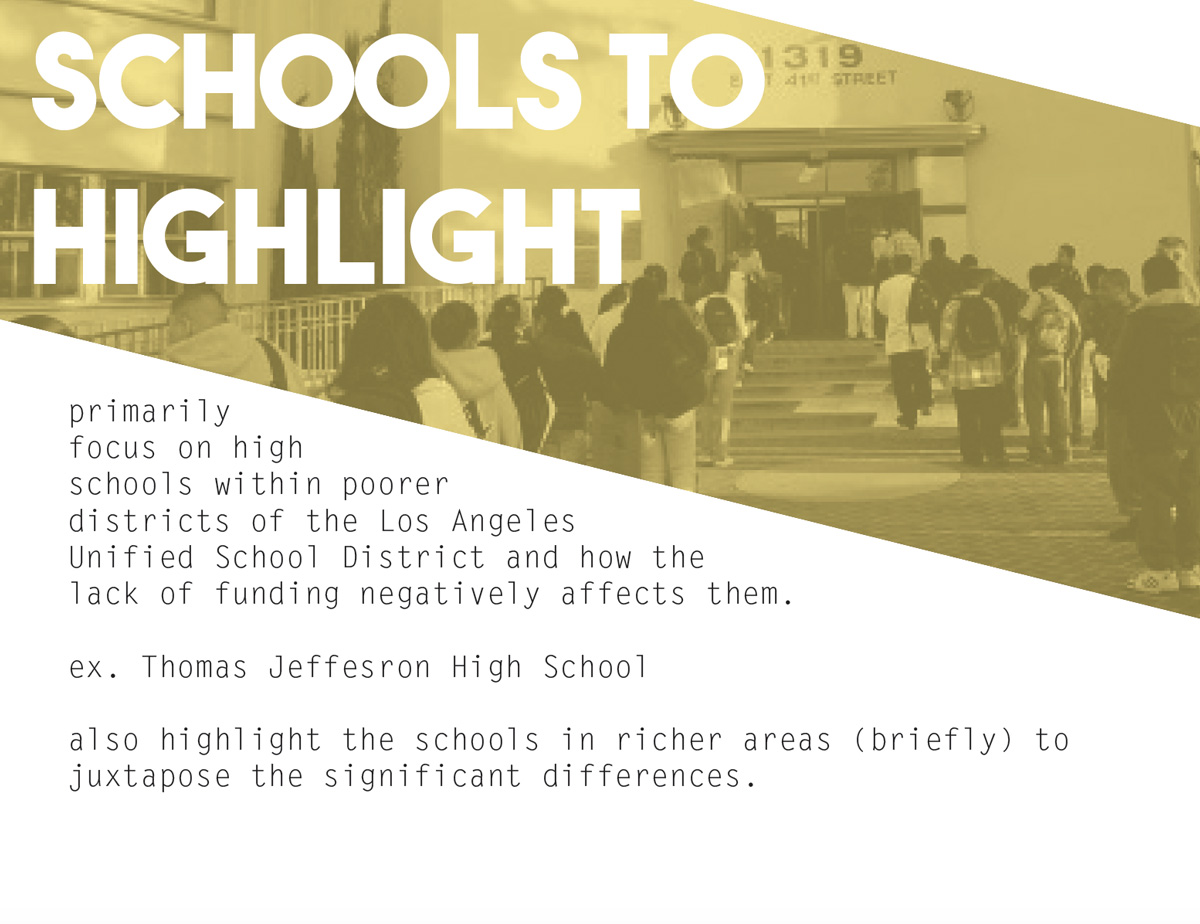 SCHOOLS TO
HIGHLIGHT
1319
41ST STREET
primarily
focus on high
schools within poorer
districts of the Los Angeles
Unified School District and how the
lack of funding negatively affects them.
ex. Thomas Jeffesron High School
also highlight the schools in richer areas (briefly) to
juxtapose the significant differences.